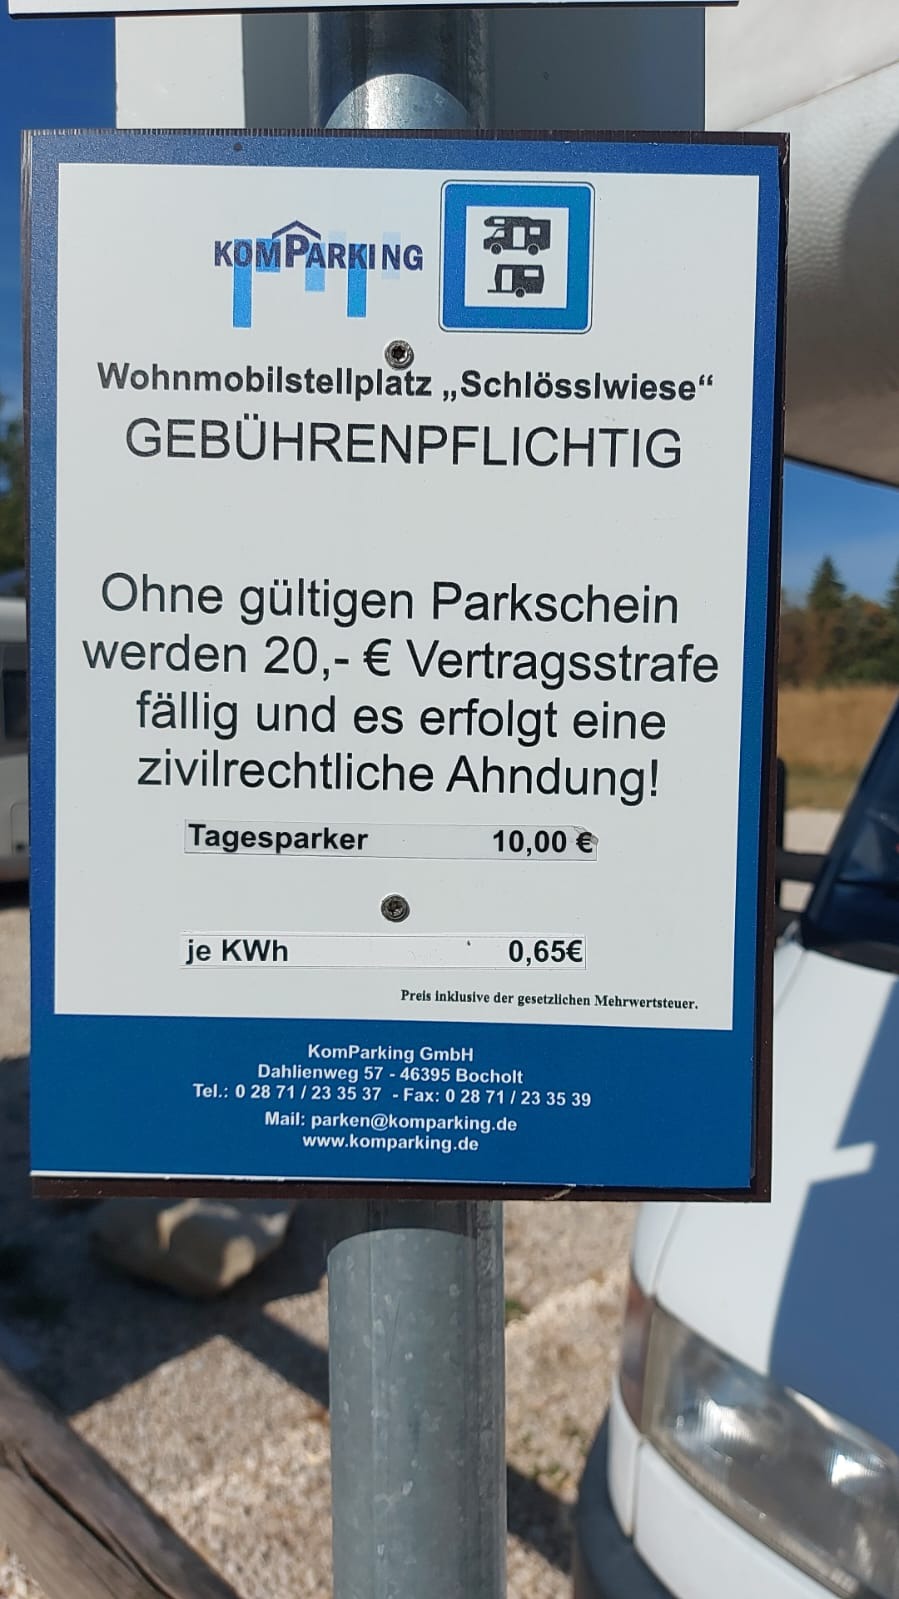 KOMPARKING
Wohnmobilstellplatz „Schlösslwiese“
GEBÜHRENPFLICHTIG
Ohne gültigen Parkschein
werden 20,- € Vertragsstrafe
fällig und es erfolgt eine
zivilrechtliche Ahndung!
Tagesparker 10,00 €
je KWh 0,65€
Preis inklusive der gesetzlichen Mehrwertsteuer.
KomParking GmbH
Dahlienweg 57 - 46395 Bocholt
Tel.: 0 28 71 / 23 35 37 - Fax: 0 28 71 / 23 35 39
Mail: parken@komparking.de
www.komparking.de